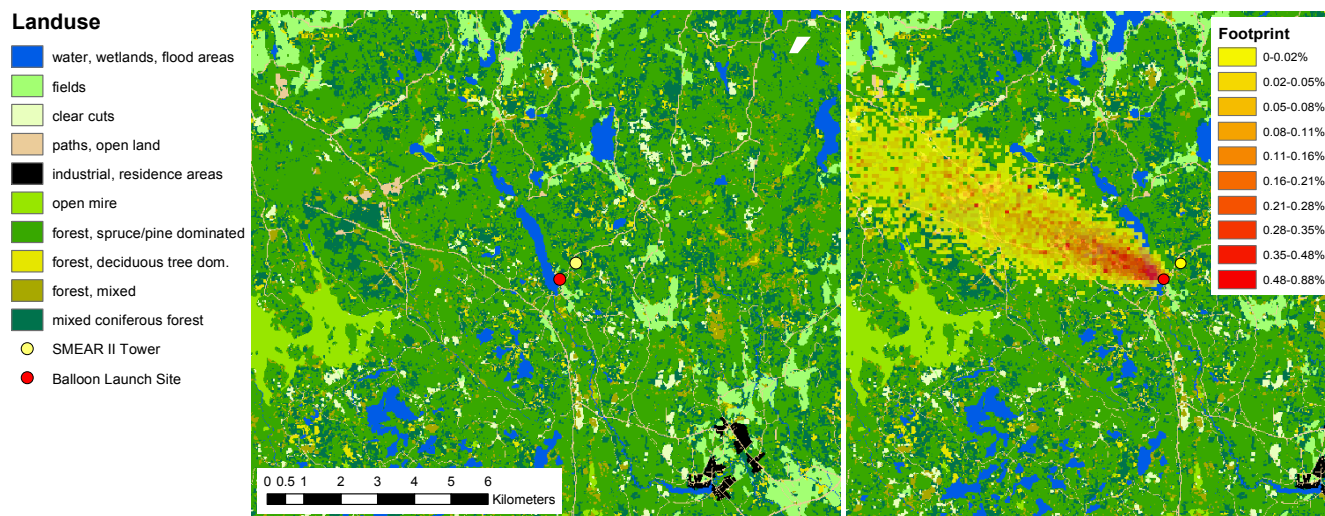 Landuse
water, wetlands, flood areas
fields
clear cuts
paths, open land
industrial, residence areas
open mire
forest, spruce/pine dominated
forest, deciduous tree dom.
forest, mixed
mixed coniferous forest
SMEAR II Tower
Balloon Launch Site
0 0.5 1 2 3 4 5 6
Kilometers
Footprint
0-0.02%
0.02-0.05%
0.05-0.08%
0.08-0.11%
0.11-0.16%
0.16-0.21%
0.21-0.28%
0.28-0.35%
0.35-0.48%
0.48-0.88%